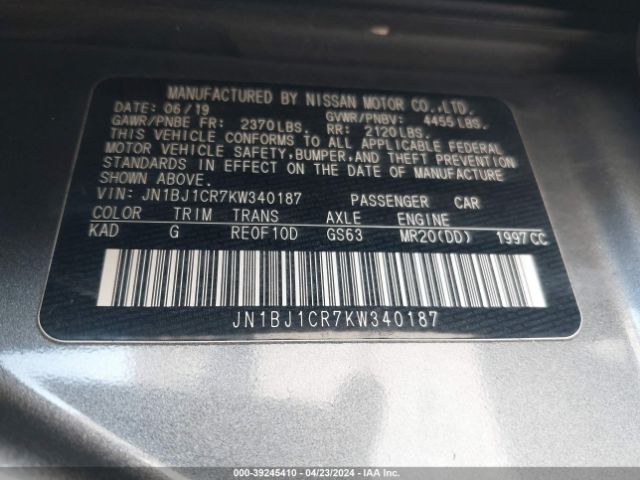 MANUFACTURED BY NISSAN MOTOR CO.,LTD.
DATE: 06/19 GVWR/PNBV: 4455LBS.
GAWR/PNBE FR: 2370LBS. RR: 2120LBS.
THIS VEHICLE CONFORMS TO ALL APPLICABLE FEDERAL
MOTOR VEHICLE SAFETY,BUMPER,AND THEFT PREVENTION
STANDARDS IN EFFECT ON THE DATE OF MANUFACTURE
SHOWN ABOVE.
VIN: JN1BJ1CR7KW340187 PASSENGER CAR
COLOR TRIM TRANS AXLE ENGINE
KAD G RE0F10D GS63 MR20(DD) 1997CC
JN1BJ1CR7KW340187
000-39245410 - 04/23/2024 - IAA Inc.